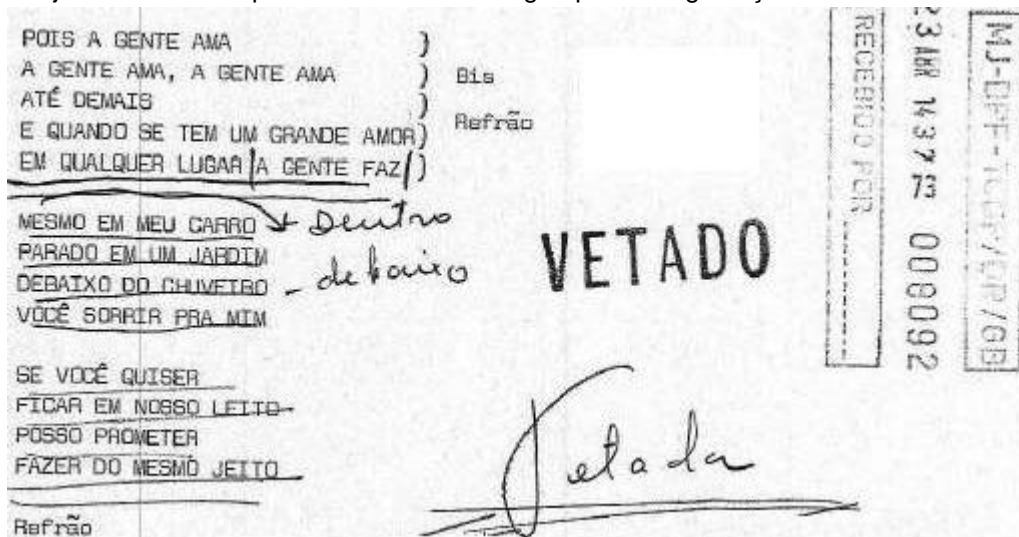 POIS A GENTE AMA )
A GENTE AMA, A GENTE AMA ) Bis
ATÉ DEMAIS )
E QUANDO SE TEM UM GRANDE AMOR) Refrão
EM QUALQUER LUGAR A GENTE FAZ )
MESMO EM MEU CARRO Dentro
PARADO EM UM JARDIM
DEBAIXO DO CHUVEIRO - debaixo
VOCÊ SORRIR PRA MIM
VETADO
SE VOCÊ QUISER
FICAR EM NOSSO LEITO
POSSO PROMETER
FAZER DO MESMO JEITO
Vetada
Refrão
RECEBIDO POR
23 ABR 14 37 73 008092